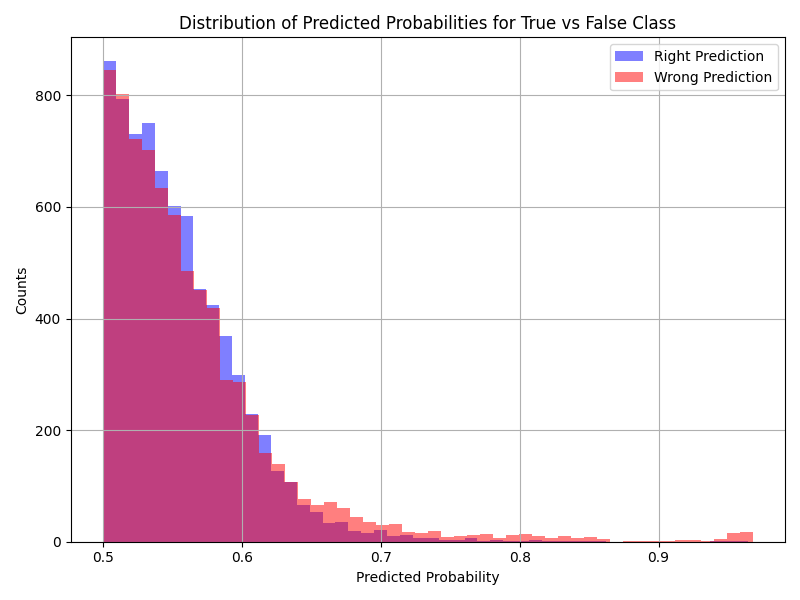 Distribution of Predicted Probabilities for True vs False Class
Right Prediction
Wrong Prediction
Counts
800
600
400
200
0
0.5 0.6 0.7 0.8 0.9
Predicted Probability